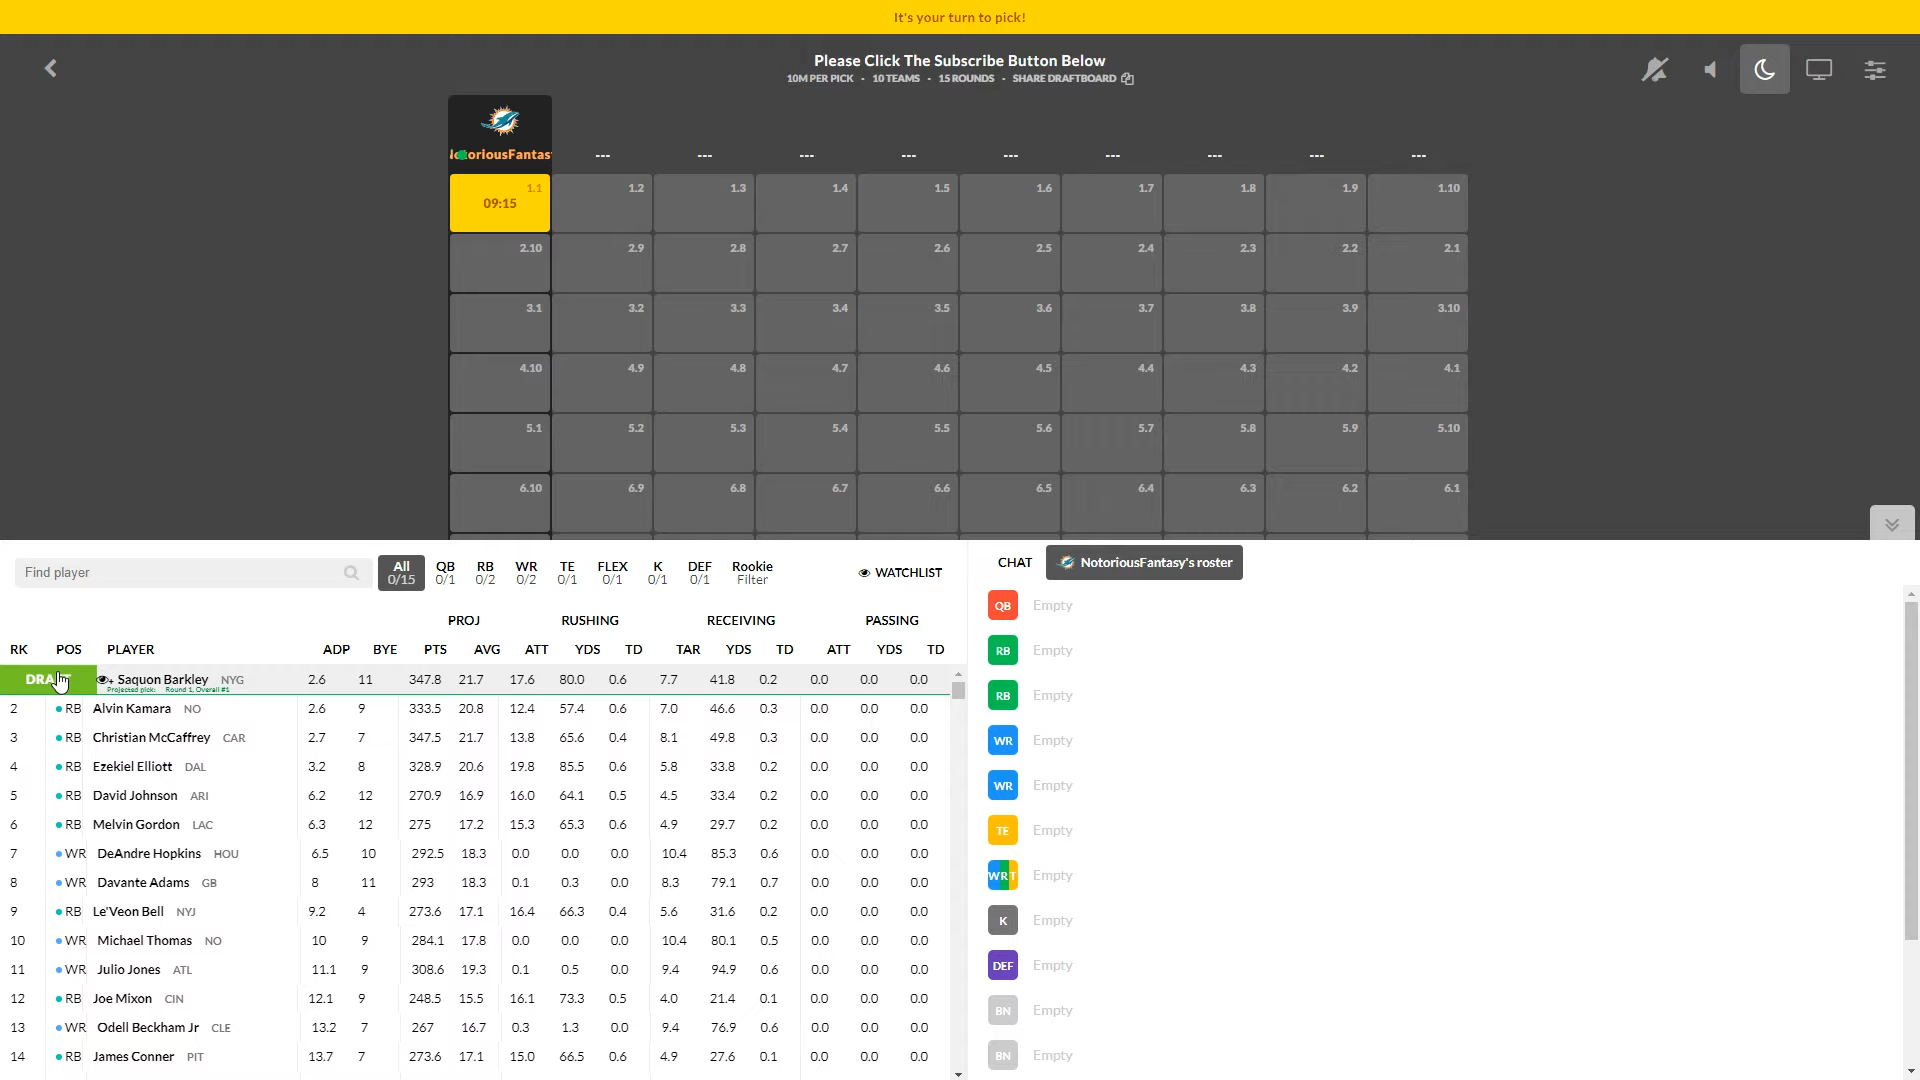 It's your turn to pick!
Please Click The Subscribe Button Below
10M PER PICK - 10 TEAMS - 15 ROUNDS - SHARE DRAFTBOARD
oriousFantas --- --- --- --- --- --- --- --- ---
1.1 1.2 1.3 1.4 1.5 1.6 1.7 1.8 1.9 1.10
09:15
2.10 2.9 2.8 2.7 2.6 2.5 2.4 2.3 2.2 2.1
3.1 3.2 3.3 3.4 3.5 3.6 3.7 3.8 3.9 3.10
4.10 4.9 4.8 4.7 4.6 4.5 4.4 4.3 4.2 4.1
5.1 5.2 5.3 5.4 5.5 5.6 5.7 5.8 5.9 5.10
6.10 6.9 6.8 6.7 6.6 6.5 6.4 6.3 6.2 6.1
Find player
All QB RB WR TE FLEX K DEF Rookie
0/15 0/1 0/2 0/2 0/1 0/1 0/1 0/1 Filter
WATCHLIST
PROJ RUSHING RECEIVING PASSING
RK POS PLAYER ADP BYE PTS AVG ATT YDS TD TAR YDS TD ATT YDS TD
Saquon Barkley NYG 2.6 11 347.8 21.7 17.6 80.0 0.6 7.7 41.8 0.2 0.0 0.0 0.0
Projected pick: Round 1, Overall #1
2 RB Alvin Kamara NO 2.6 9 333.5 20.8 12.4 57.4 0.6 7.0 46.6 0.3 0.0 0.0 0.0
3 RB Christian McCaffrey CAR 2.7 7 347.5 21.7 13.8 65.6 0.4 8.1 49.8 0.3 0.0 0.0 0.0
4 RB Ezekiel Elliott DAL 3.2 8 328.9 20.6 19.8 85.5 0.6 5.8 33.8 0.2 0.0 0.0 0.0
5 RB David Johnson ARI 6.2 12 270.9 16.9 16.0 64.1 0.5 4.5 33.4 0.2 0.0 0.0 0.0
6 RB Melvin Gordon LAC 6.3 12 275 17.2 15.3 65.3 0.6 4.9 29.7 0.2 0.0 0.0 0.0
7 WR DeAndre Hopkins HOU 6.5 10 292.5 18.3 0.0 0.0 0.0 10.4 85.3 0.6 0.0 0.0 0.0
8 WR Davante Adams GB 8 11 293 18.3 0.1 0.3 0.0 8.3 79.1 0.7 0.0 0.0 0.0
9 RB Le'Veon Bell NYJ 9.2 4 273.6 17.1 16.4 66.3 0.4 5.6 31.6 0.2 0.0 0.0 0.0
10 WR Michael Thomas NO 10 9 284.1 17.8 0.0 0.0 0.0 10.4 80.1 0.5 0.0 0.0 0.0
11 WR Julio Jones ATL 11.1 9 308.6 19.3 0.1 0.5 0.0 9.4 94.9 0.6 0.0 0.0 0.0
12 RB Joe Mixon CIN 12.1 9 248.5 15.5 16.1 73.3 0.5 4.0 21.4 0.1 0.0 0.0 0.0
13 WR Odell Beckham Jr CLE 13.2 7 267 16.7 0.3 1.3 0.0 9.4 76.9 0.6 0.0 0.0 0.0
14 RB James Conner PIT 13.7 7 273.6 17.1 15.0 66.5 0.6 4.9 27.6 0.1 0.0 0.0 0.0
CHAT NotoriousFantasy's roster
QB Empty
RB Empty
RB Empty
WR Empty
WR Empty
TE Empty
WRT Empty
K Empty
DEF Empty
BN Empty
BN Empty